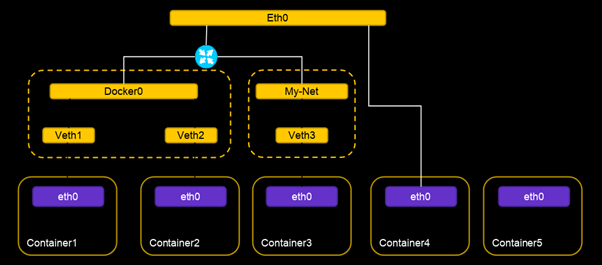 Eth0
Docker0
My-Net
Veth1
Veth2
Veth3
eth0
eth0
eth0
eth0
eth0
Container1
Container2
Container3
Container4
Container5